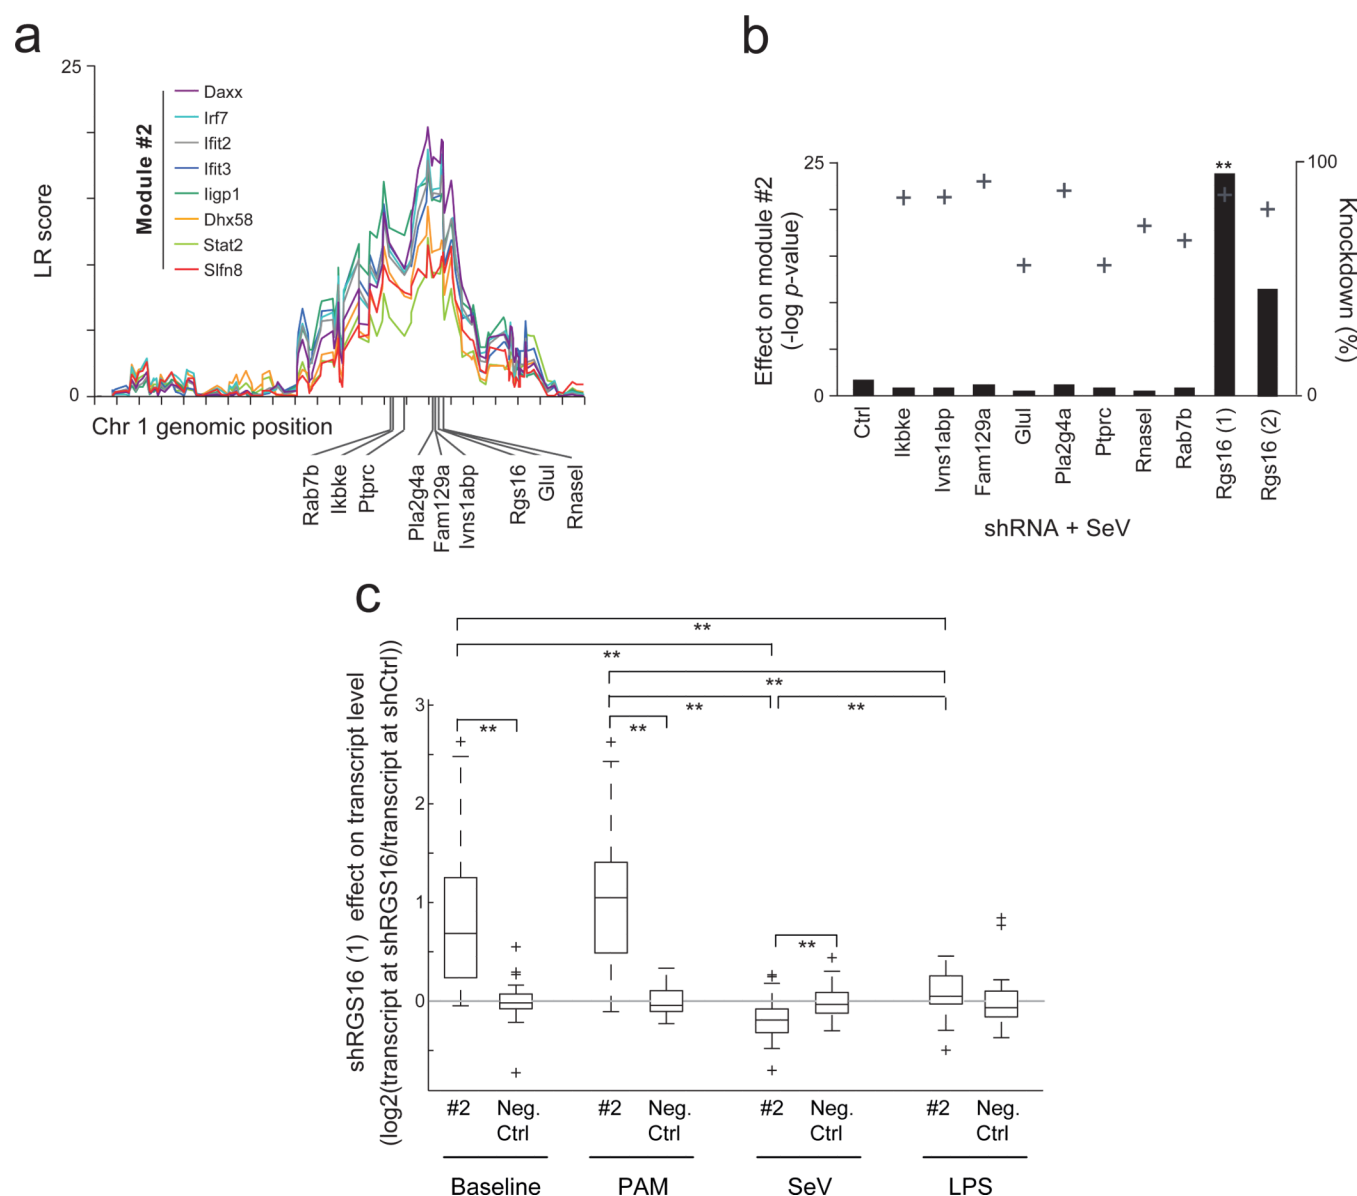 a
25
LR score
0
Module #2
Daxx
Irf7
Ifit2
Ifit3
Iigp1
Dhx58
Stat2
Slfn8
Chr 1 genomic position
Rab7b
Ikbke
Ptprc
Pla2g4a
Fam129a
Ivns1abp
Rgs16
Glul
Rnasel
b
Effect on module #2
(-log p-value)
25
0
**
100
0
Knockdown (%)
Ctrl
Ikbke
Ivns1abp
Fam129a
Glul
Pla2g4a
Ptprc
Rnasel
Rab7b
Rgs16 (1)
Rgs16 (2)
shRNA + SeV
c
shRGS16 (1) effect on transcript level
(log2(transcript at shRGS16/transcript at shCtrl))
3
2
1
0
**
**
**
** **
** **
**
#2 Neg. Ctrl
#2 Neg. Ctrl
#2 Neg. Ctrl
#2 Neg. Ctrl
Baseline PAM SeV LPS